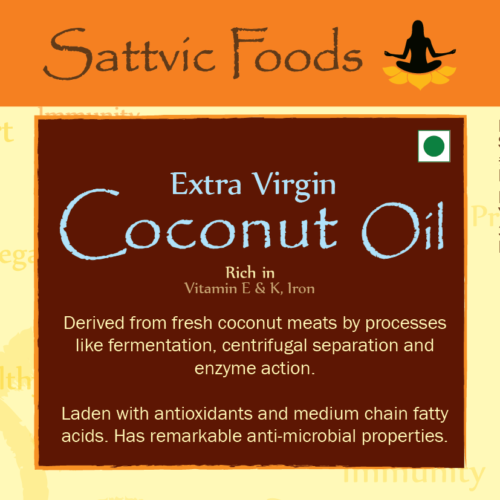 Sattvic Foods
Immunity
Extra Virgin
Coconut Oil
Rich in
Vitamin E & K, Iron
Derived from fresh coconut meats by processes
like fermentation, centrifugal separation and
enzyme action.
Laden with antioxidants and medium chain fatty
acids. Has remarkable anti-microbial properties.
Immunity